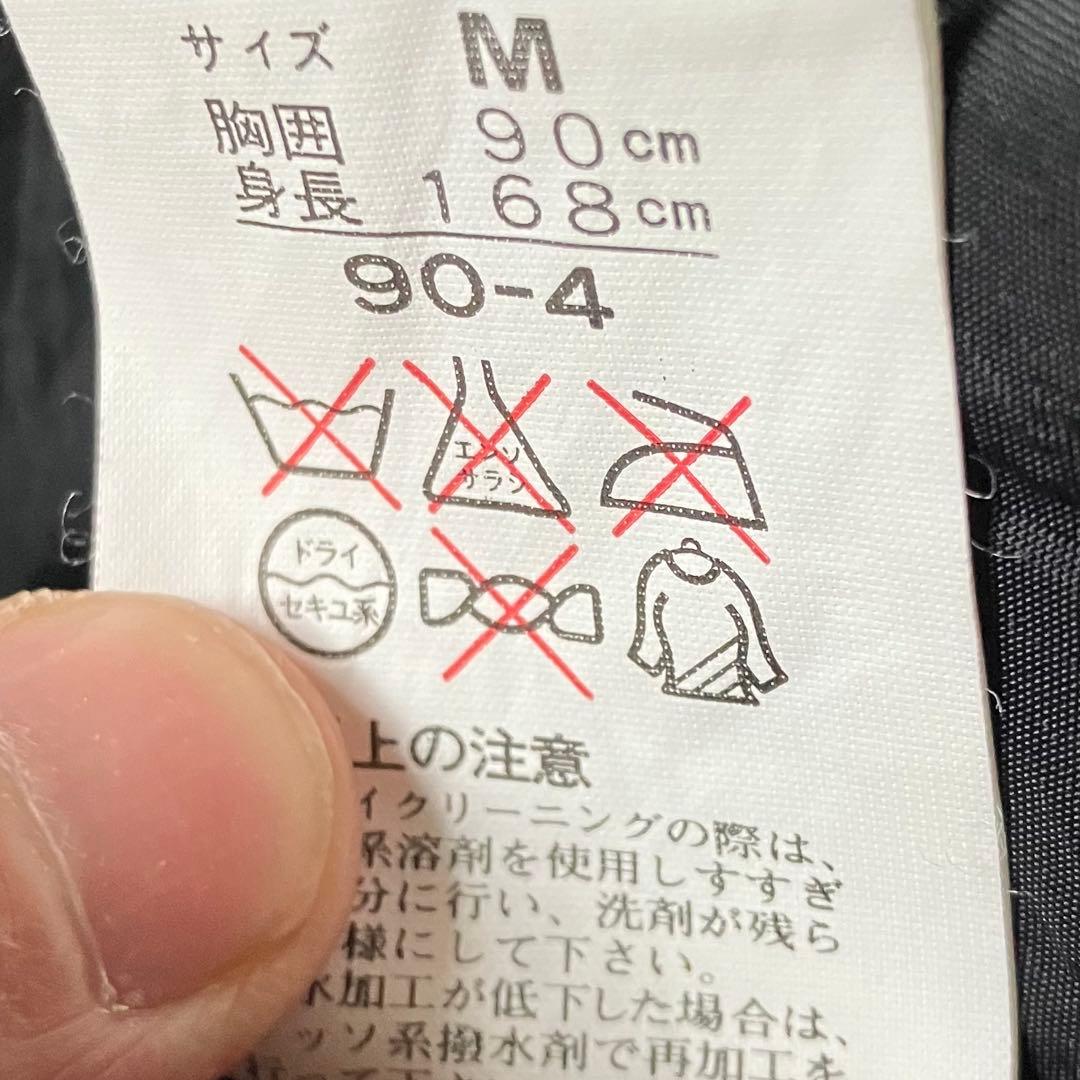 サイズ M
胸囲 90cm
身長 168cm
90-4
エンソ
サラシ
ドライ
セキユ系
上の注意
イクリーニングの際は、
系溶剤を使用しすすぎ
分に行い、洗剤が残ら
様にして下さい。
水加工が低下した場合は、
ッソ系撥水剤で再加工を